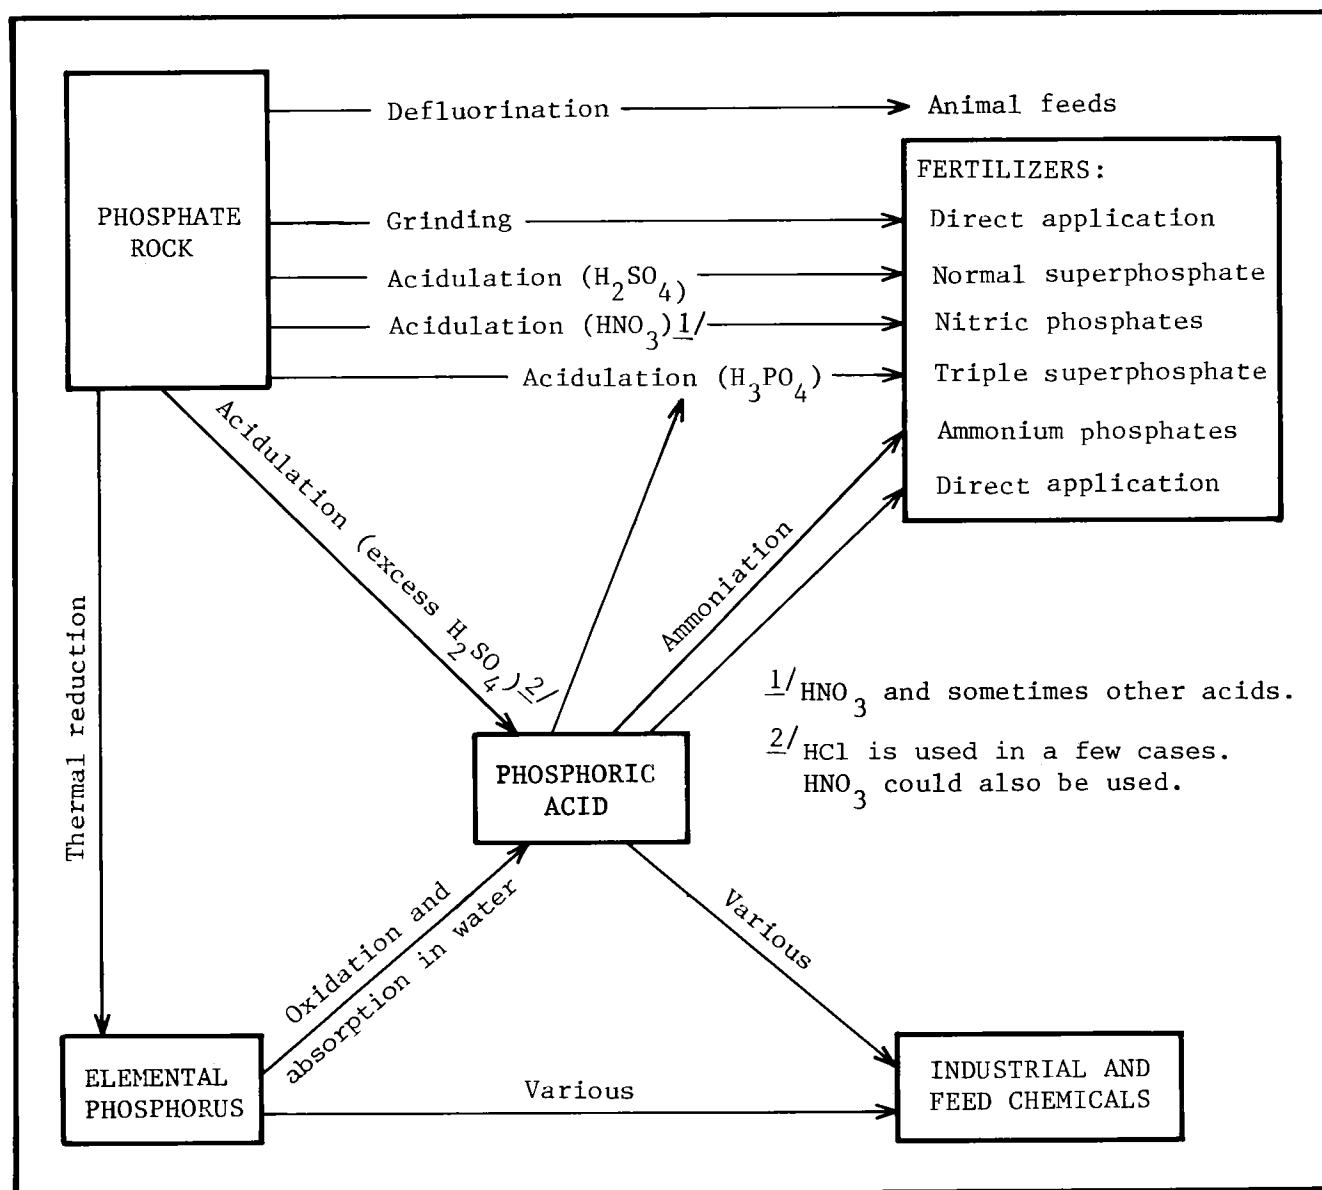 Defluorination
Animal feeds
FERTILIZERS:
PHOSPHATE
ROCK
Grinding
Direct application
Acidulation (H2SO4)
Normal superphosphate
Acidulation (HNO3)1/
Nitric phosphates
Acidulation (H3PO4)
Triple superphosphate
Ammonium phosphates
Direct application
Acidulation (excess H2SO4)2/
Ammoniation
Thermal reduction
1/HNO3 and sometimes other acids.
2/HCl is used in a few cases.
HNO3 could also be used.
PHOSPHORIC
ACID
Oxidation and
absorption in water
Various
ELEMENTAL
PHOSPHORUS
Various
INDUSTRIAL AND
FEED CHEMICALS